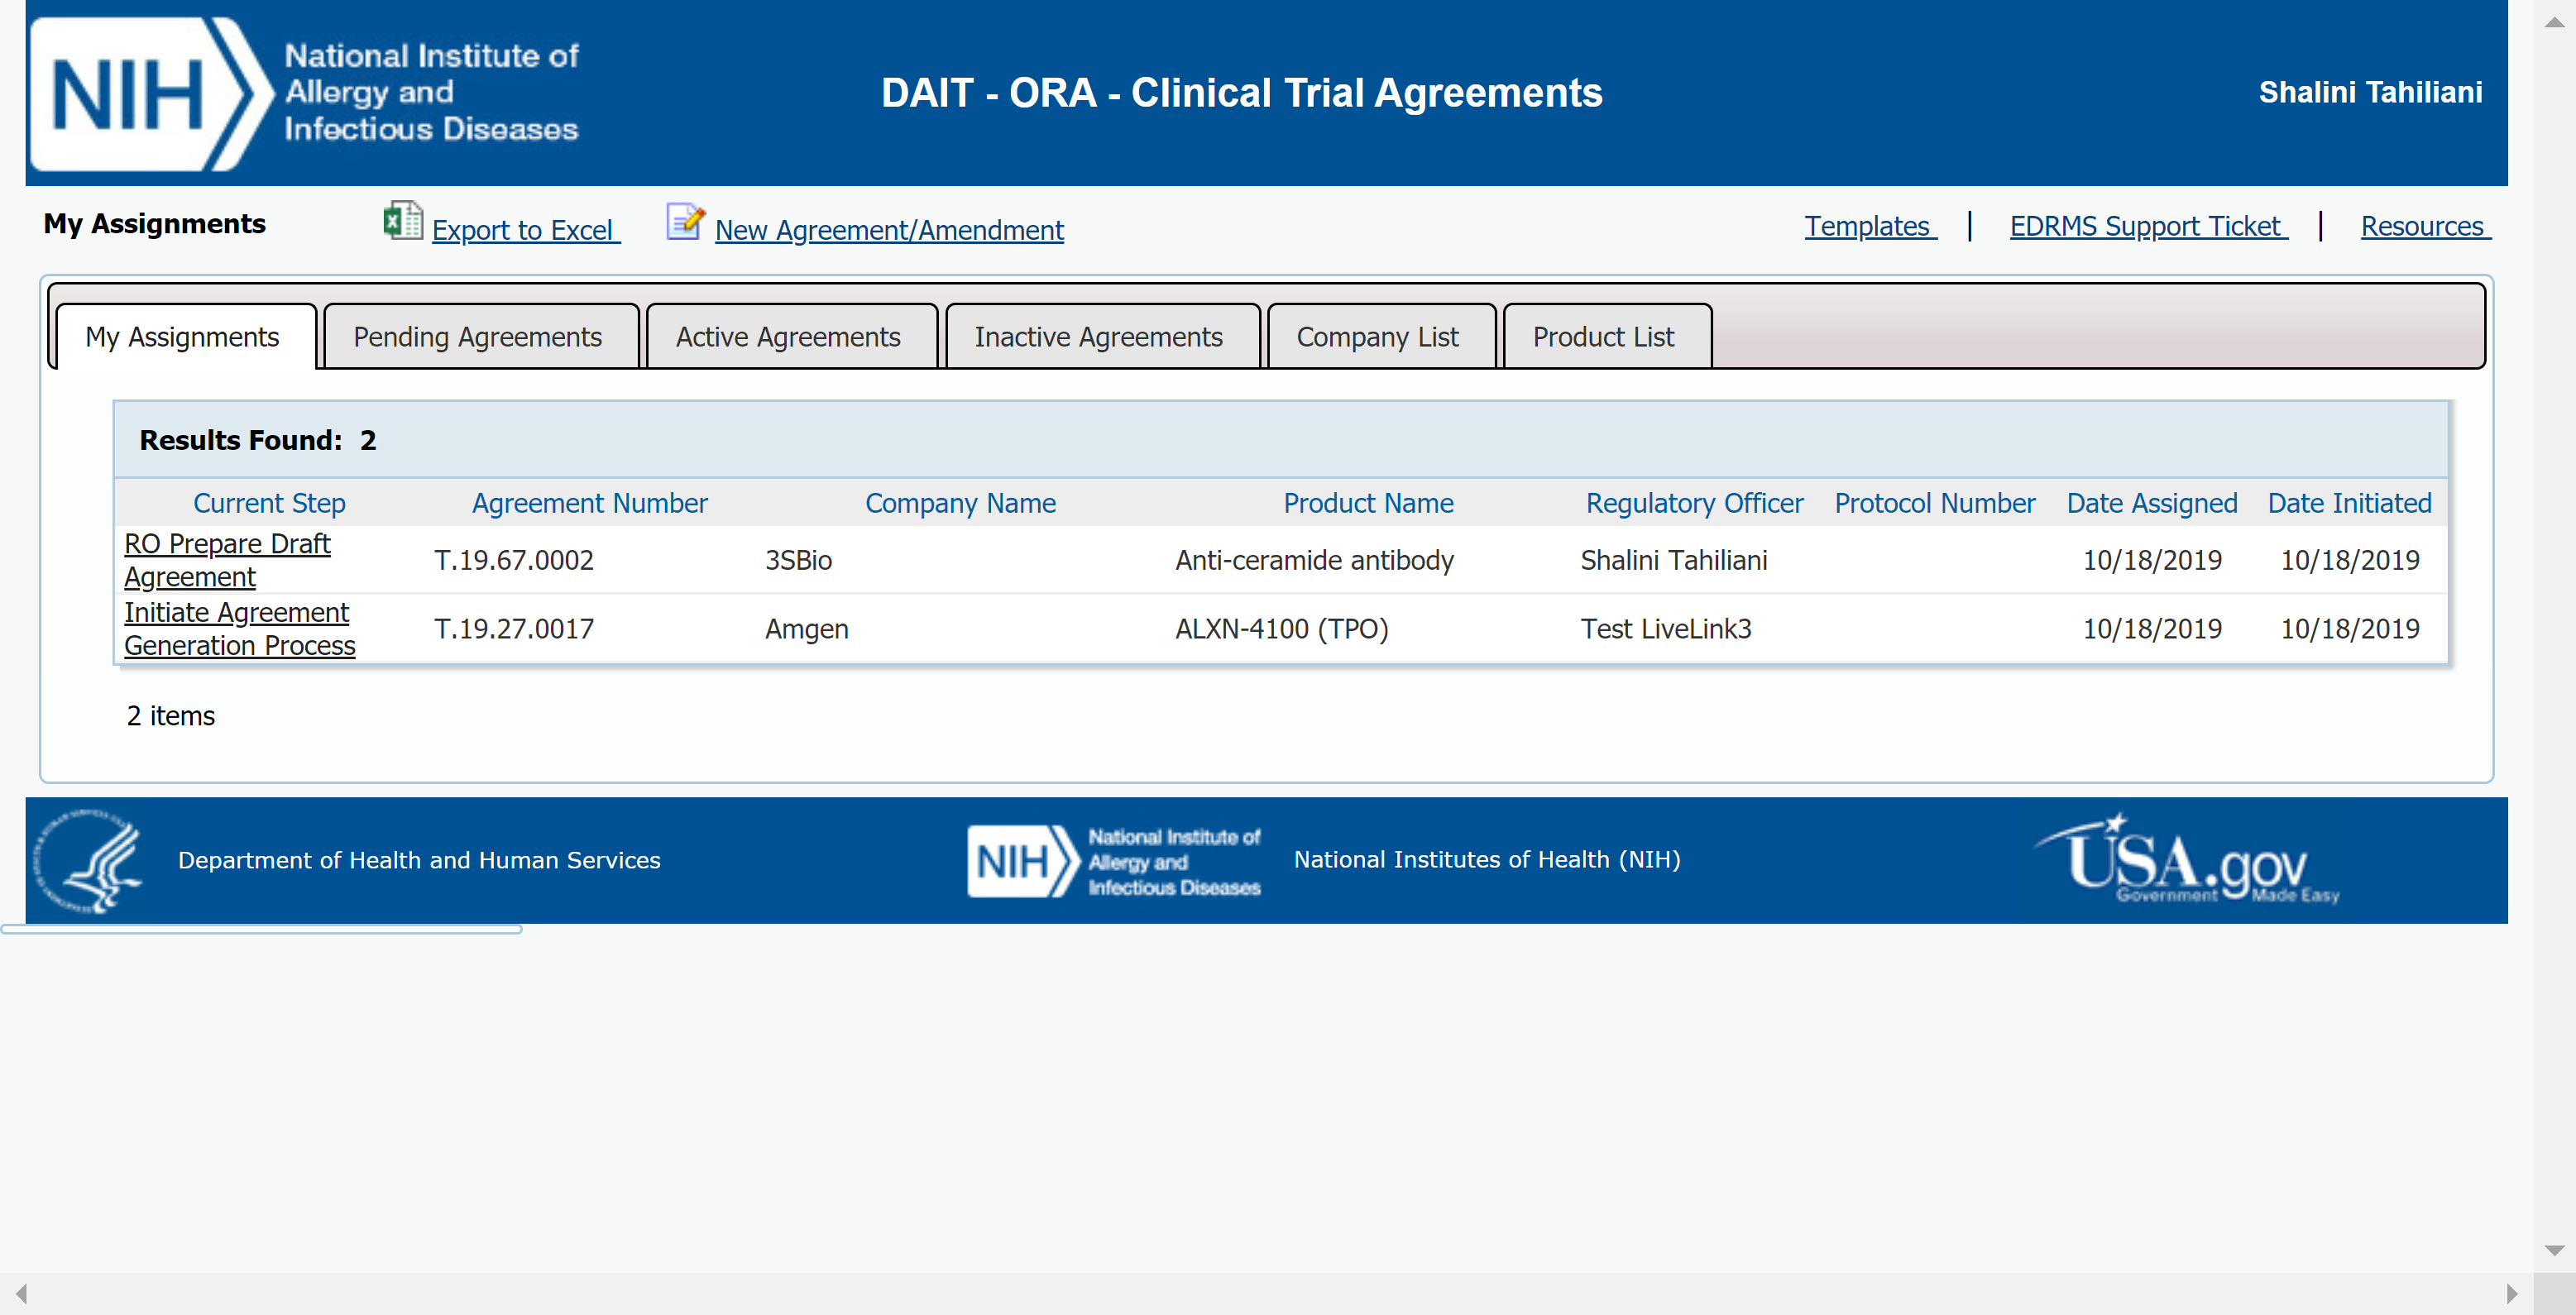 NIH National Institute of
Allergy and
Infectious Diseases
DAIT - ORA - Clinical Trial Agreements
Shalini Tahiliani
My Assignments Export to Excel New Agreement/Amendment Templates | EDRMS Support Ticket | Resources
My Assignments Pending Agreements Active Agreements Inactive Agreements Company List Product List
Results Found: 2
Current Step Agreement Number Company Name Product Name Regulatory Officer Protocol Number Date Assigned Date Initiated
RO Prepare Draft
Agreement T.19.67.0002 3SBio Anti-ceramide antibody Shalini Tahiliani 10/18/2019 10/18/2019
Initiate Agreement
Generation Process T.19.27.0017 Amgen ALXN-4100 (TPO) Test LiveLink3 10/18/2019 10/18/2019
2 items
Department of Health and Human Services
NIH National Institute of
Allergy and
Infectious Diseases
National Institutes of Health (NIH)
USA.gov
Government Made Easy